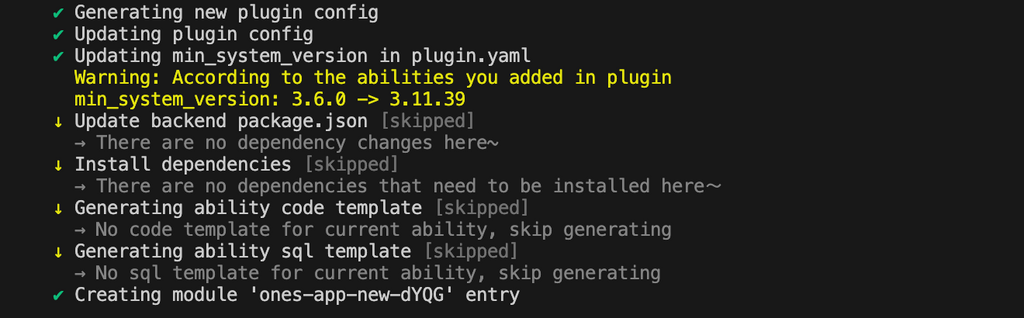 ✔ Generating new plugin config
✔ Updating plugin config
✔ Updating min_system_version in plugin.yaml
Warning: According to the abilities you added in plugin
min_system_version: 3.6.0 -> 3.11.39
↓ Update backend package.json [skipped]
→ There are no dependency changes here~
↓ Install dependencies [skipped]
→ There are no dependencies that need to be installed here～
↓ Generating ability code template [skipped]
→ No code template for current ability, skip generating
↓ Generating ability sql template [skipped]
→ No sql template for current ability, skip generating
✔ Creating module 'ones-app-new-dYQG' entry